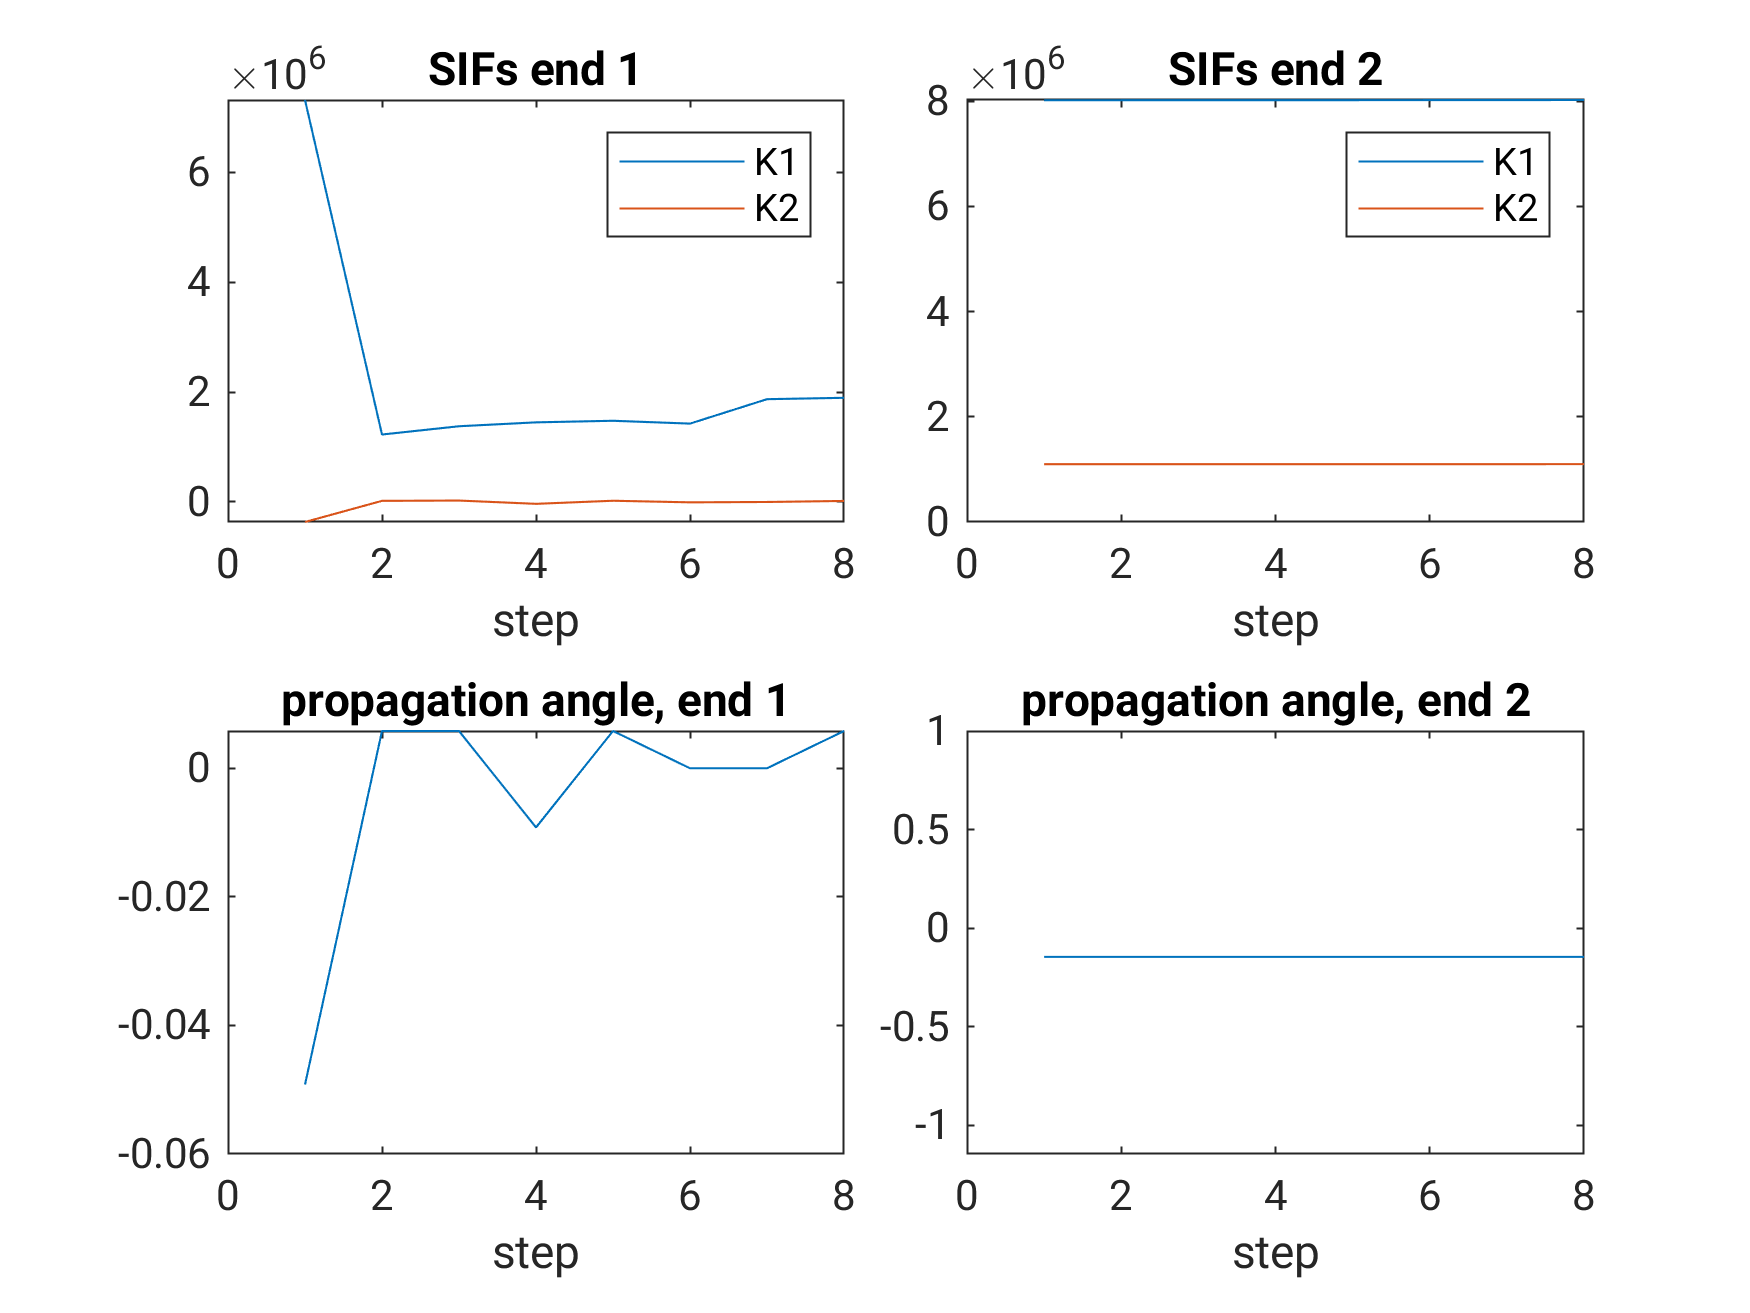 ×10^6
SIFs end 1
K1
K2
6
4
2
0
0 2 4 6 8
step
×10^6
SIFs end 2
K1
K2
8
6
4
2
0
0 2 4 6 8
step
propagation angle, end 1
0
-0.02
-0.04
-0.06
0 2 4 6 8
step
propagation angle, end 2
1
0.5
0
-0.5
-1
0 2 4 6 8
step